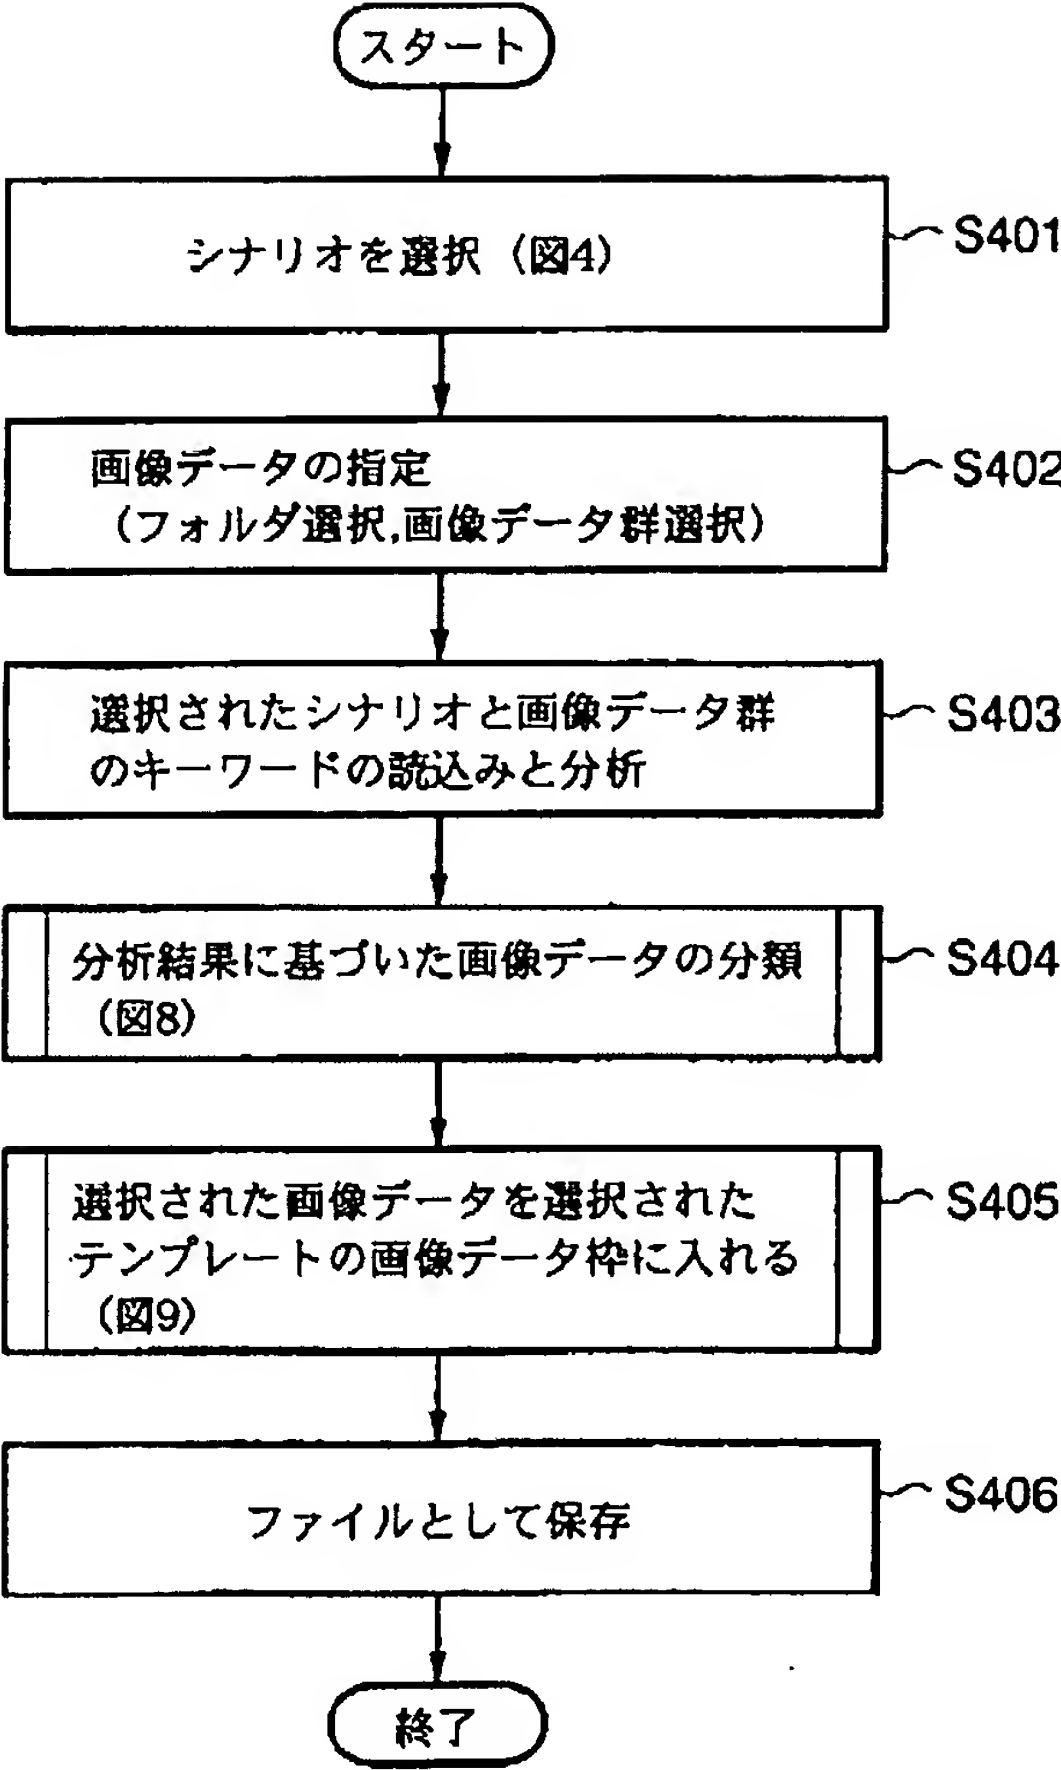 スタート
シナリオを選択（図4）
S401
画像データの指定
（フォルダ選択,画像データ群選択）
S402
選択されたシナリオと画像データ群
のキーワードの読込みと分析
S403
分析結果に基づいた画像データの分類
（図8）
S404
選択された画像データを選択された
テンプレートの画像データ枠に入れる
（図9）
S405
ファイルとして保存
S406
終了